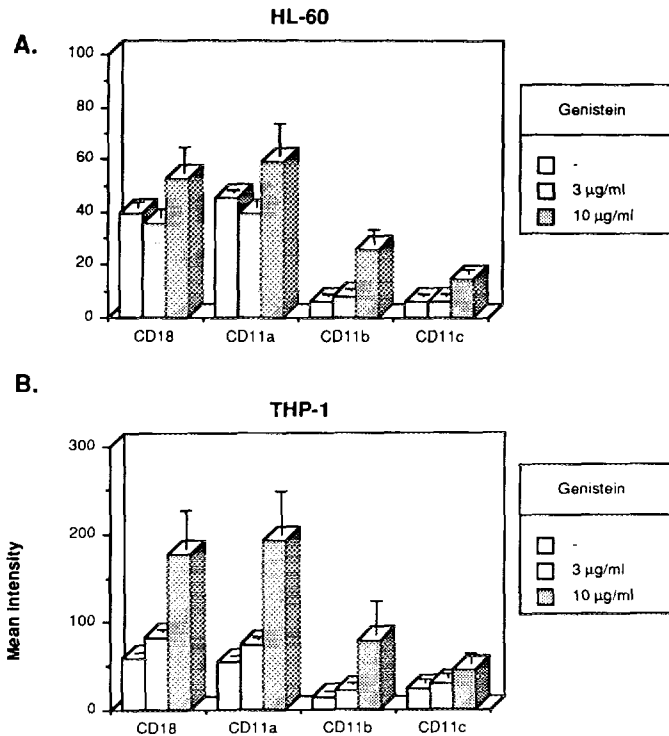 HL-60
A.
100
80
60
40
20
0
CD18 CD11a CD11b CD11c
Genistein
-
3 µg/ml
10 µg/ml
B.
THP-1
Mean intensity
300
200
100
0
CD18 CD11a CD11b CD11c
Genistein
-
3 µg/ml
10 µg/ml